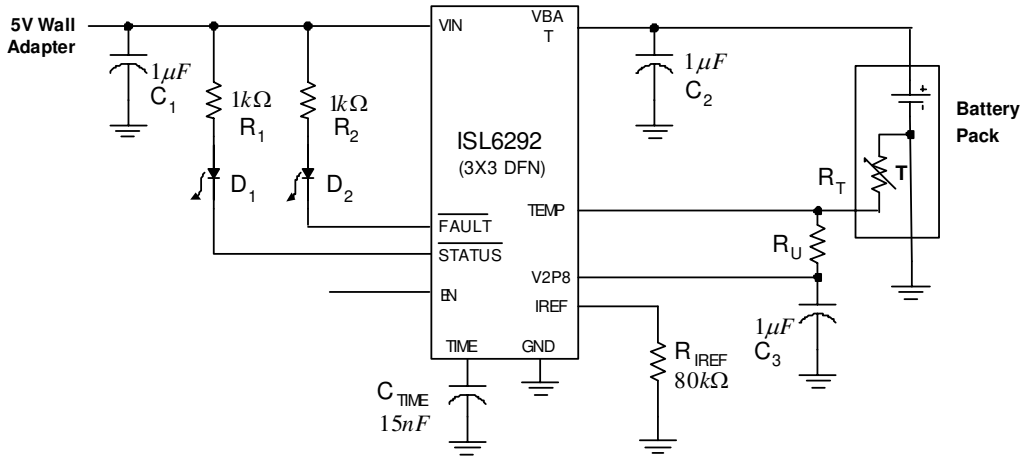 5V Wall
Adapter
1μF
C1
1kΩ
R1
1kΩ
R2
D1
D2
VIN
VBA
T
ISL6292
(3X3 DFN)
FAULT
STATUS
EN
TIME
GND
TEMP
V2P8
IREF
CTIME
15nF
1μF
C2
RT
T
Battery
Pack
RU
1μF
C3
RIREF
80kΩ